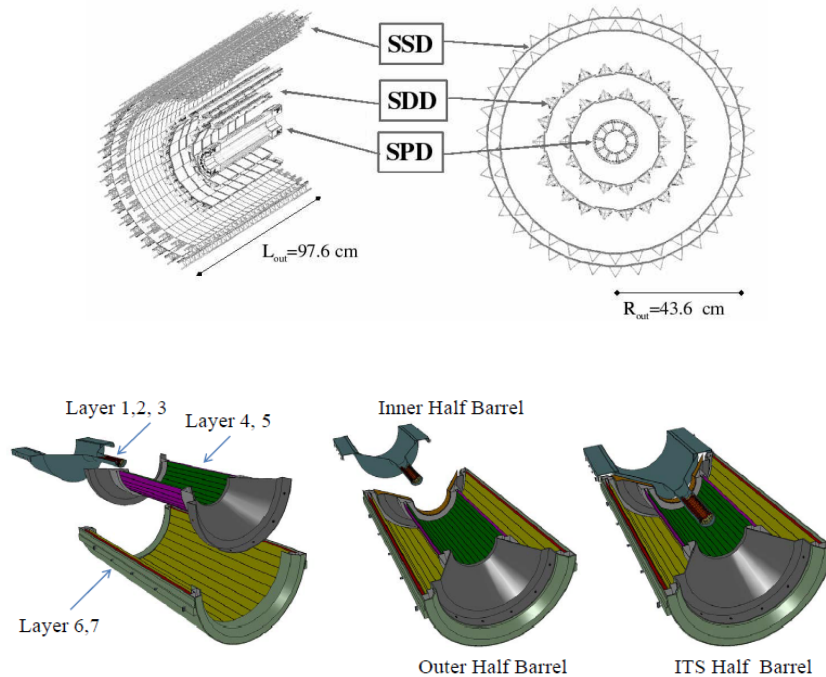 SSD
SDD
SPD
L_out=97.6 cm
R_out=43.6 cm
Layer 1,2, 3
Layer 4, 5
Inner Half Barrel
Layer 6,7
Outer Half Barrel
ITS Half Barrel